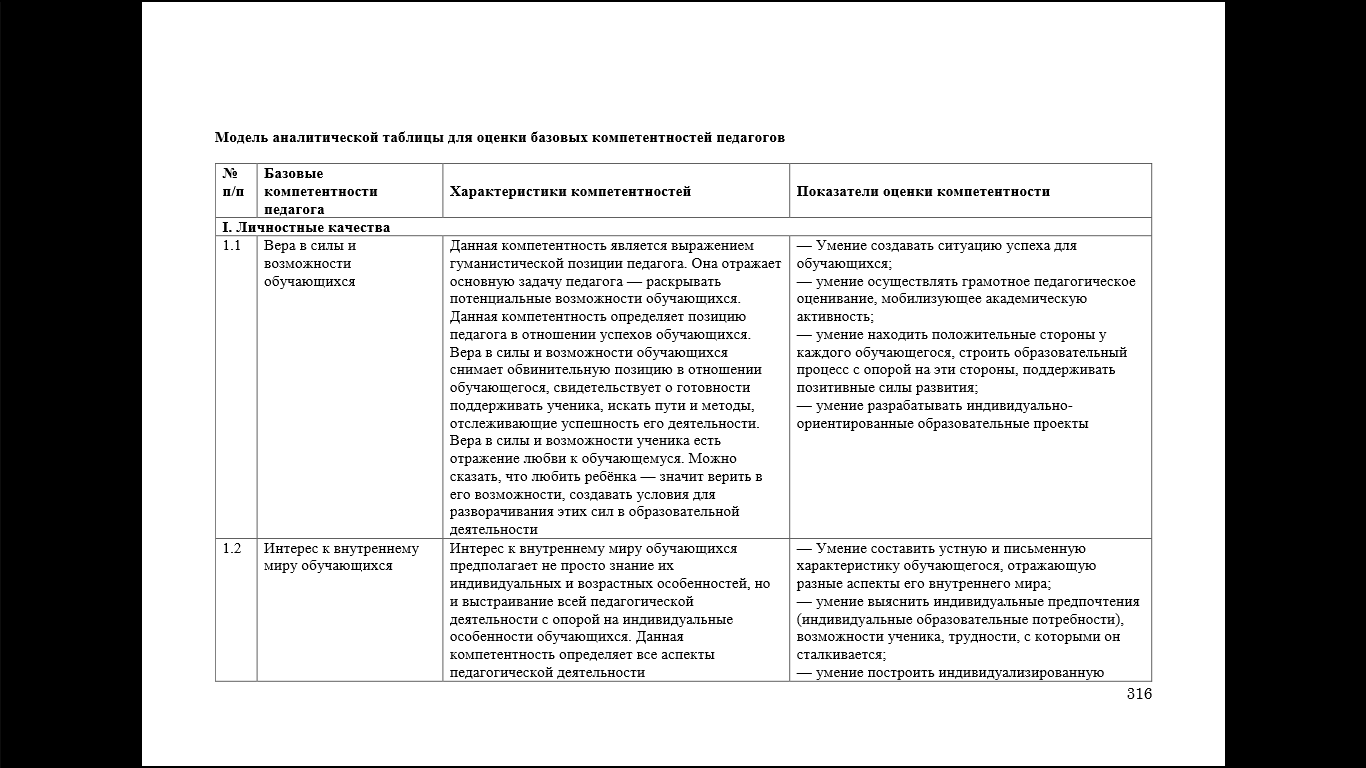 Модель аналитической таблицы для оценки базовых компетентностей педагогов
№ п/п
Базовые
компетентности
педагога
Характеристики компетентностей
Показатели оценки компетентности
I. Личностные качества
1.1
Вера в силы и
возможности
обучающихся
Данная компетентность является выражением
гуманистической позиции педагога. Она отражает
основную задачу педагога — раскрывать
потенциальные возможности обучающихся.
Данная компетентность определяет позицию
педагога в отношении успехов обучающихся.
Вера в силы и возможности обучающихся
снимает обвинительную позицию в отношении
обучающегося, свидетельствует о готовности
поддерживать ученика, искать пути и методы,
отслеживающие успешность его деятельности.
Вера в силы и возможности ученика есть
отражение любви к обучающемуся. Можно
сказать, что любить ребёнка — значит верить в
его возможности, создавать условия для
разворачивания этих сил в образовательной
деятельности
— Умение создавать ситуацию успеха для
обучающихся;
— умение осуществлять грамотное педагогическое
оценивание, мобилизующее академическую
активность;
— умение находить положительные стороны у
каждого обучающегося, строить образовательный
процесс с опорой на эти стороны, поддерживать
позитивные силы развития;
— умение разрабатывать индивидуально-
ориентированные образовательные проекты
1.2
Интерес к внутреннему
миру обучающихся
Интерес к внутреннему миру обучающихся
предполагает не просто знание их
индивидуальных и возрастных особенностей, но
и выстраивание всей педагогической
деятельности с опорой на индивидуальные
особенности обучающихся. Данная
компетентность определяет все аспекты
педагогической деятельности
— Умение составить устную и письменную
характеристику обучающегося, отражающую
разные аспекты его внутреннего мира;
— умение выяснить индивидуальные предпочтения
(индивидуальные образовательные потребности),
возможности ученика, трудности, с которыми он
сталкивается;
— умение построить индивидуализированную
316